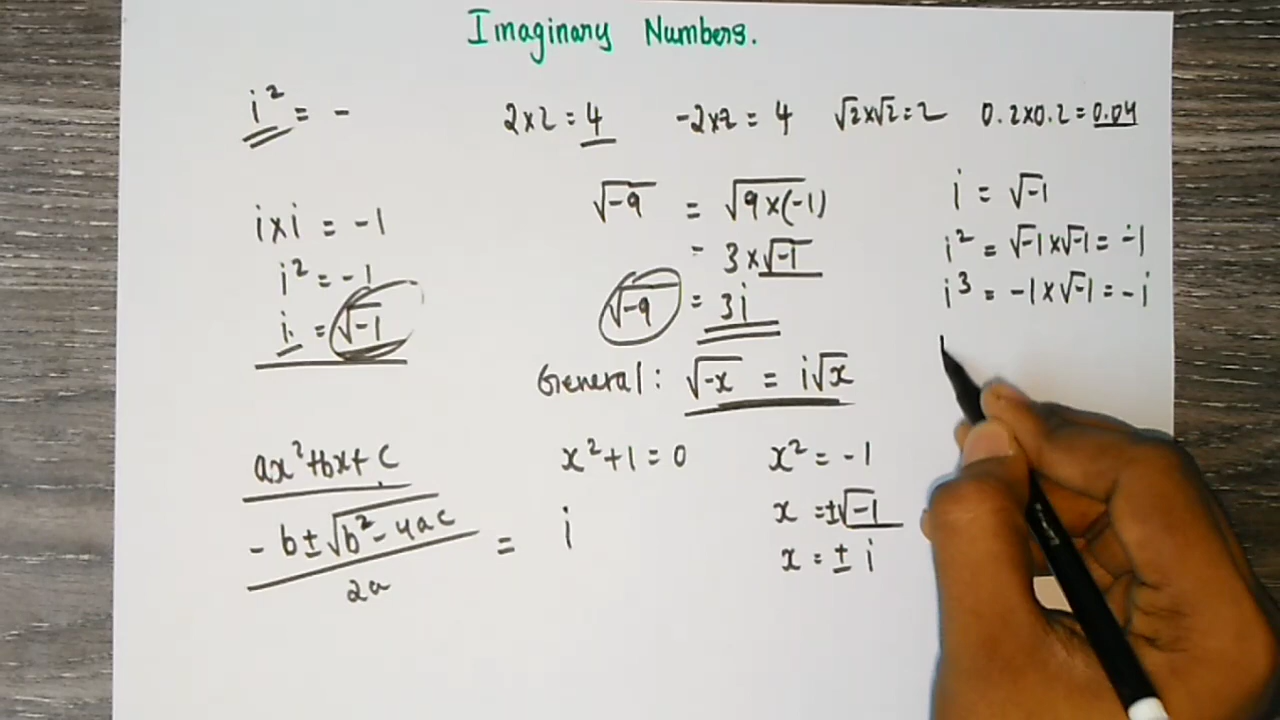 Imaginary Numbers.
i² = -
2×2 = 4
-2×2 = 4
√2×√2 = 2
0.2×0.2 = 0.04
i×i = -1
i² = -1
i = √-1
√-9 = √9×(-1)
= 3×√-1
√-9 = 3i
General: √-x = i√x
i = √-1
i² = √-1×√-1 = -1
i³ = -1×√-1 = -i
ax²+bx+c
-b±√b²-4ac
2a
= i
x²+1=0
x² = -1
x = ±√-1
x = ± i